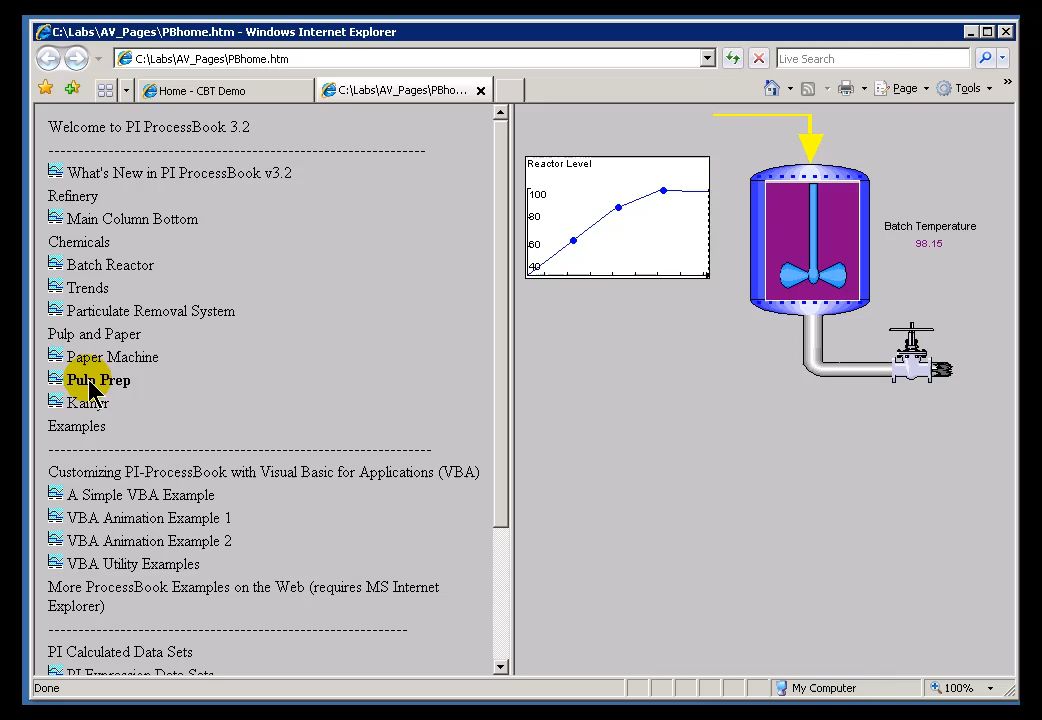 C:\Labs\AV_Pages\PBhome.htm - Windows Internet Explorer
C:\Labs\AV_Pages\PBhome.htm
Live Search
Home - CBT Demo
C:\Labs\AV_Pages\PBho...
Page
Tools
»
Welcome to PI ProcessBook 3.2
----------------------------------------------------------------
What's New in PI ProcessBook v3.2
Refinery
Main Column Bottom
Chemicals
Batch Reactor
Trends
Particulate Removal System
Pulp and Paper
Paper Machine
Pulp Prep
Examples
-----------------------------------------------------------------
Customizing PI-ProcessBook with Visual Basic for Applications (VBA)
A Simple VBA Example
VBA Animation Example 1
VBA Animation Example 2
VBA Utility Examples
More ProcessBook Examples on the Web (requires MS Internet
Explorer)
-------------------------------------------------------------
PI Calculated Data Sets
PI Expression Data Sets
Reactor Level
100
80
60
40
Batch Temperature
98.15
Done
My Computer
100%